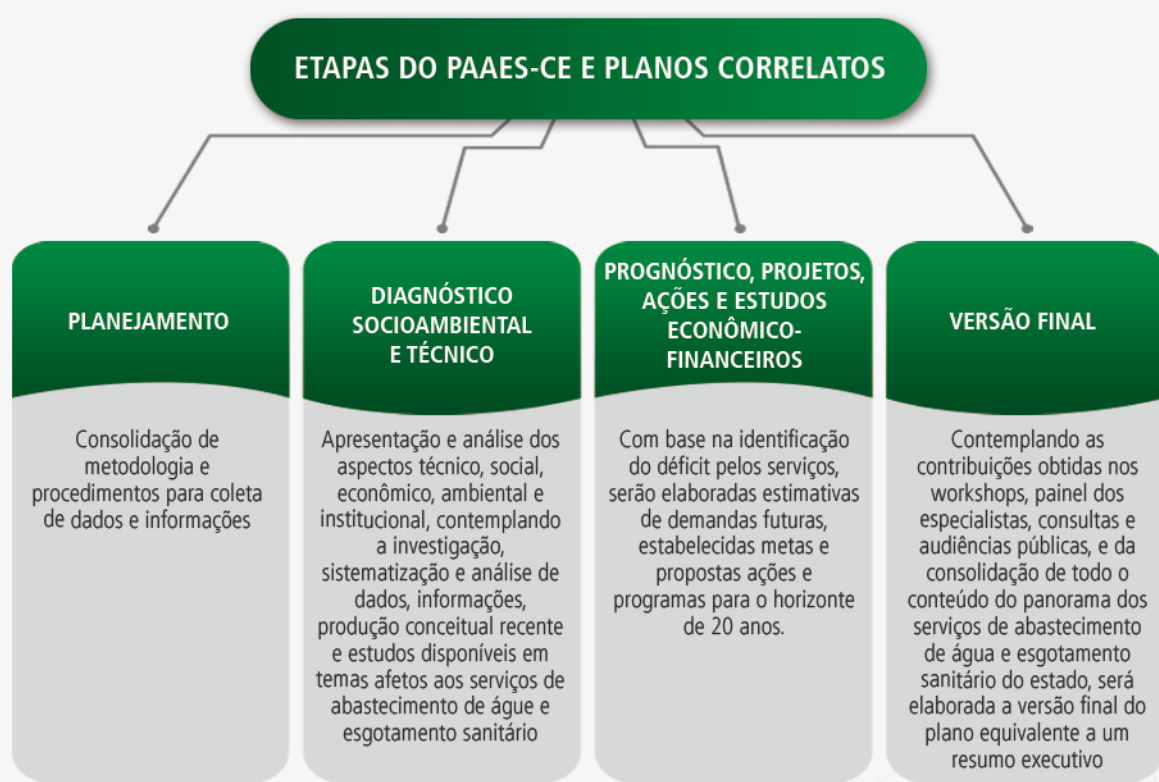 ETAPAS DO PAAES-CE E PLANOS CORRELATOS
PLANEJAMENTO
Consolidação de
metodologia e
procedimentos para coleta
de dados e informações
DIAGNÓSTICO
SOCIOAMBIENTAL
E TÉCNICO
Apresentação e análise dos
aspectos técnico, social,
econômico, ambiental e
institucional, contemplando
a investigação,
sistematização e análise de
dados, informações,
produção conceitual recente
e estudos disponíveis em
temas afetos aos serviços de
abastecimento de água e
esgotamento sanitário
PROGNÓSTICO, PROJETOS,
AÇÕES E ESTUDOS
ECONÔMICO-
FINANCEIROS
Com base na identificação
do déficit pelos serviços,
serão elaboradas estimativas
de demandas futuras,
estabelecidas metas e
propostas ações e
programas para o horizonte
de 20 anos.
VERSÃO FINAL
Contemplando as
contribuições obtidas nos
workshops, painel dos
especialistas, consultas e
audiências públicas, e da
consolidação de todo o
conteúdo do panorama dos
serviços de abastecimento
de água e esgotamento
sanitário do estado, será
elaborada a versão final do
plano equivalente a um
resumo executivo